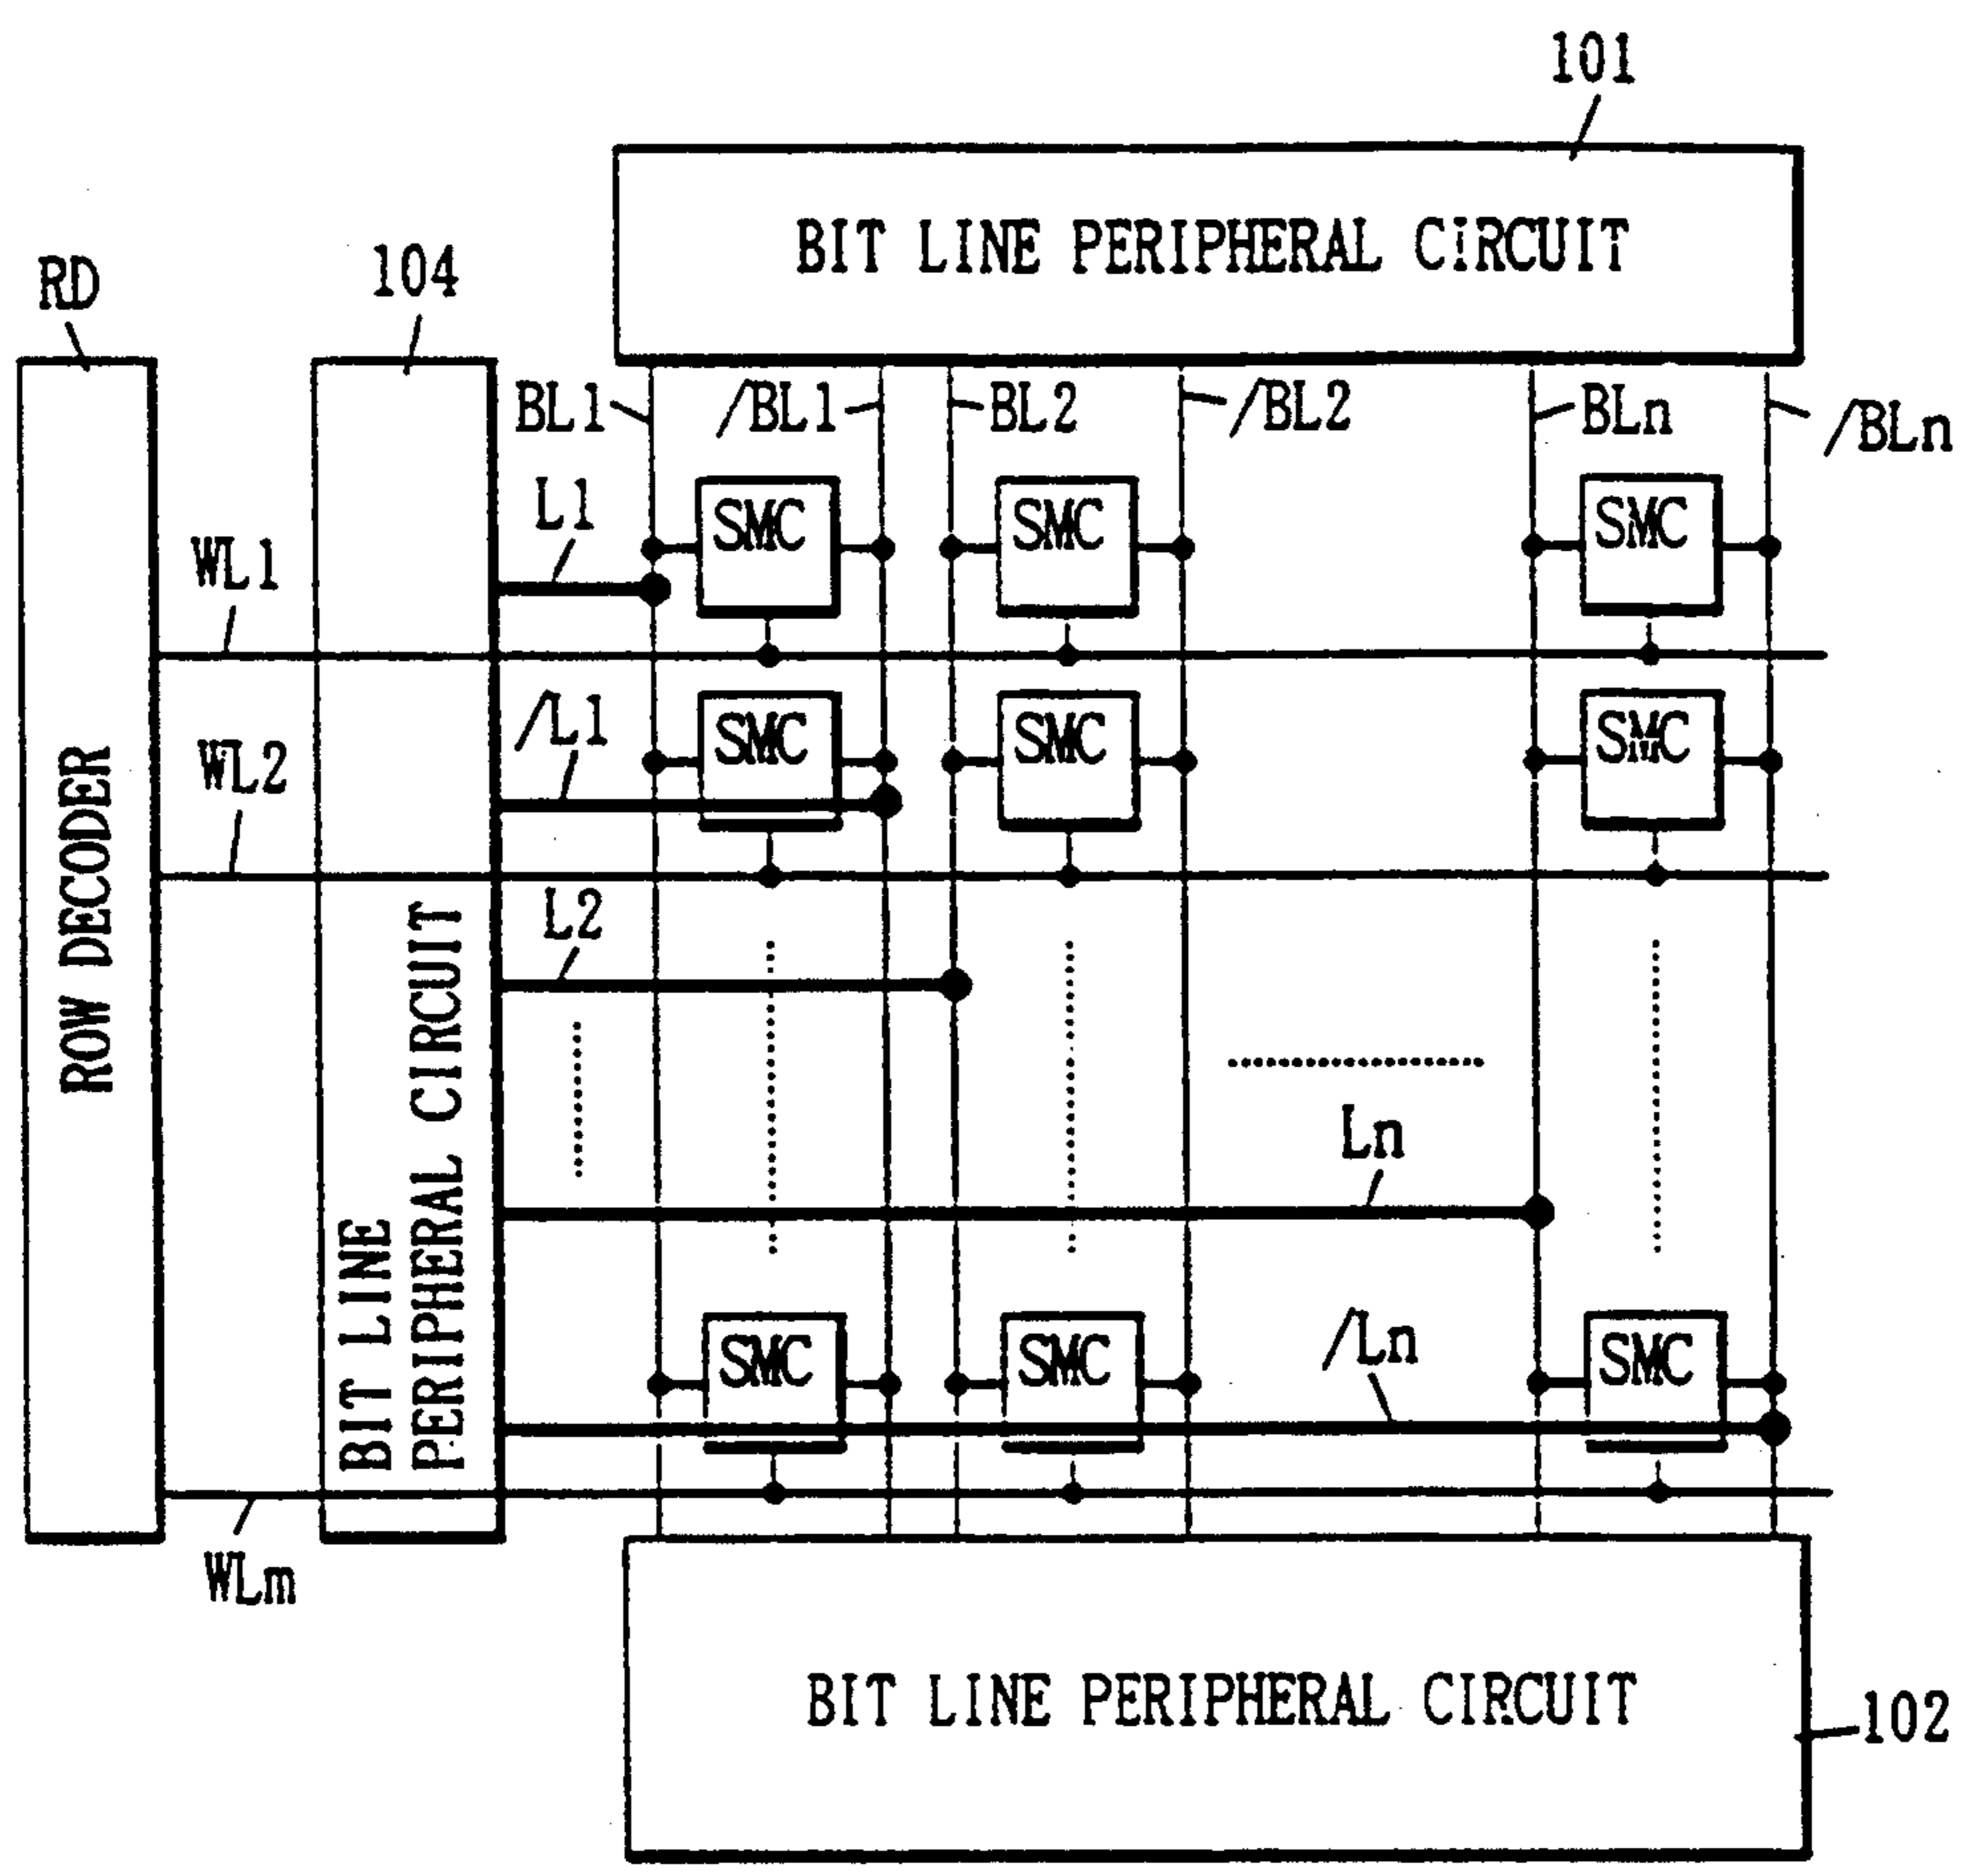 101
BIT LINE PERIPHERAL CIRCUIT
RD
104
BL1
/BL1
BL2
/BL2
BLn
/BLn
L1
SMC
SMC
SMC
WL1
/L1
SMC
SMC
SMC
WL2
L2
ROW DECODER
BIT LINE
PERIPHERAL CIRCUIT
Ln
/Ln
SMC
SMC
SMC
WLm
BIT LINE PERIPHERAL CIRCUIT
102